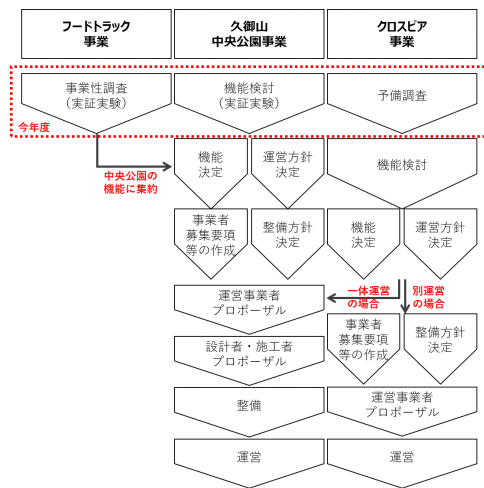 フードトラック
事業
久御山
中央公園事業
クロスピア
事業
事業性調査
（実証実験）
機能検討
（実証実験）
予備調査
今年度
中央公園の
機能に集約
機能
決定
運営方針
決定
機能検討
事業者
募集要項
等の作成
整備方針
決定
機能
決定
運営方針
決定
一体運営
の場合
別運営
の場合
運営事業者
プロポーザル
事業者
募集要項
等の作成
整備方針
決定
設計者・施工者
プロポーザル
整備
運営事業者
プロポーザル
運営
運営